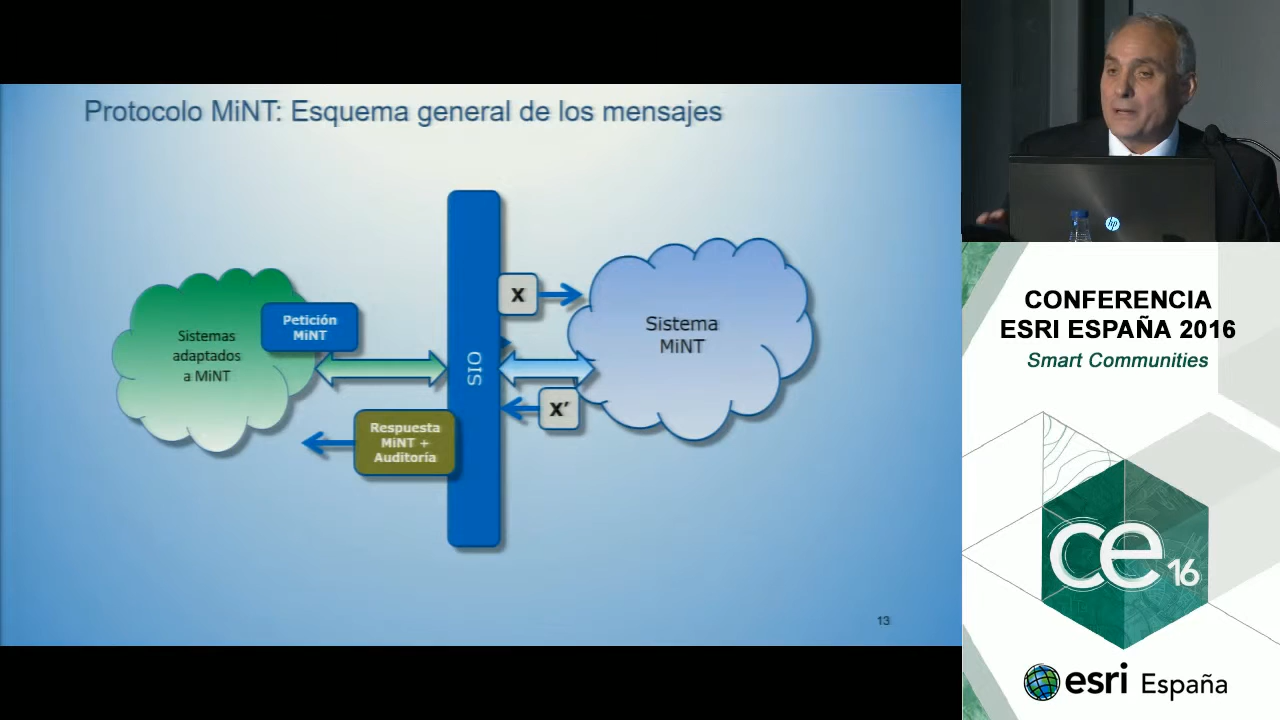 Protocolo MiNT: Esquema general de los mensajes
Sistemas
adaptados
a MiNT
Petición
MiNT
Respuesta
MiNT +
Auditoría
SIO
X
X’
Sistema
MiNT
13
hp
CONFERENCIA
ESRI ESPAÑA 2016
Smart Communities
ce16
esri España